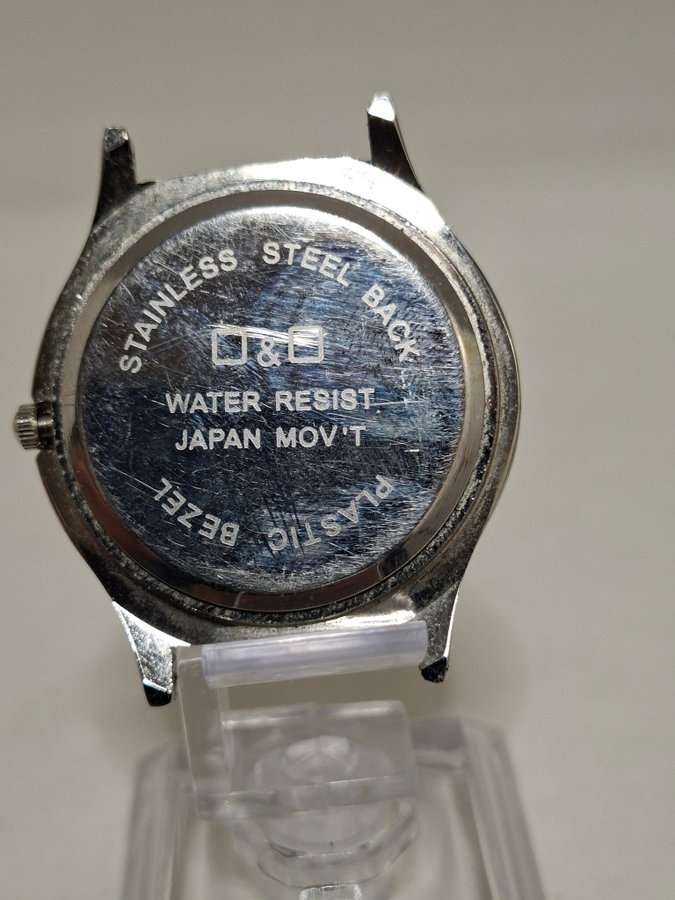 STAINLESS STEEL BACK
&
WATER RESIST.
JAPAN MOV'T
PLASTIC BEZEL